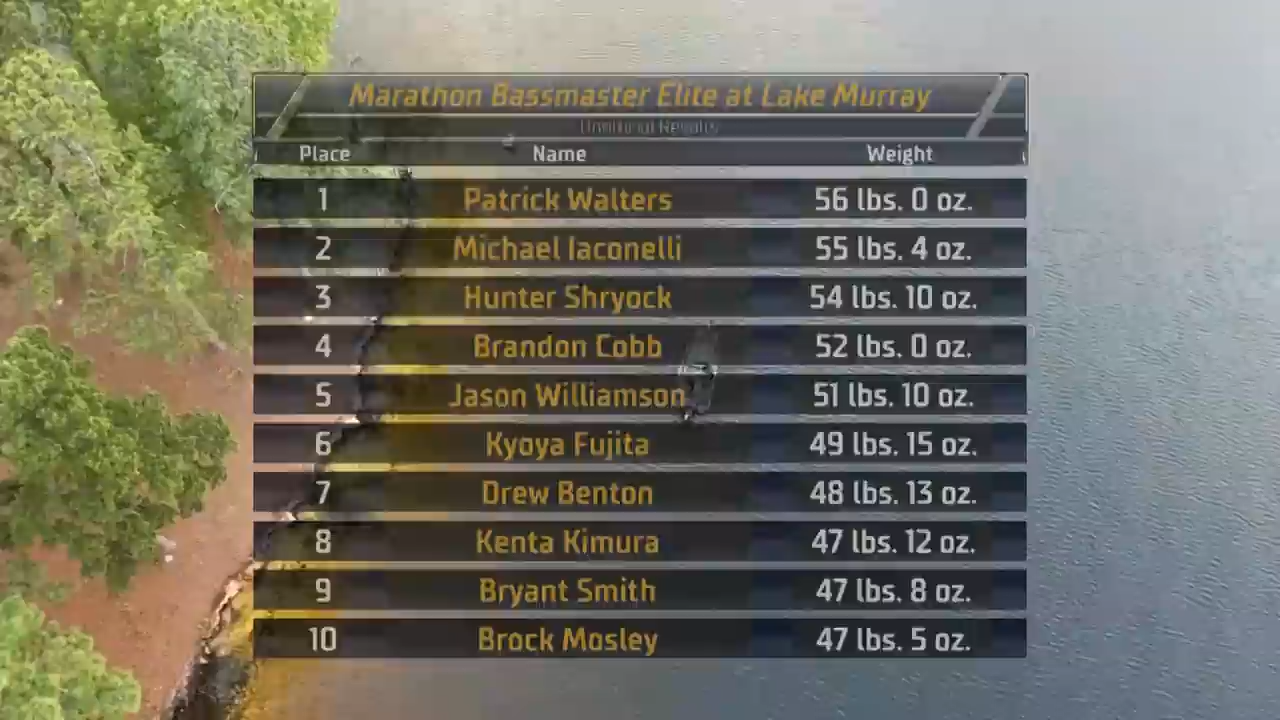 Marathon Bassmaster Elite at Lake Murray
Unofficial Results
Place Name Weight
1 Patrick Walters 56 lbs. 0 oz.
2 Michael Iaconelli 55 lbs. 4 oz.
3 Hunter Shryock 54 lbs. 10 oz.
4 Brandon Cobb 52 lbs. 0 oz.
5 Jason Williamson 51 lbs. 10 oz.
6 Kyoya Fujita 49 lbs. 15 oz.
7 Drew Benton 48 lbs. 13 oz.
8 Kenta Kimura 47 lbs. 12 oz.
9 Bryant Smith 47 lbs. 8 oz.
10 Brock Mosley 47 lbs. 5 oz.